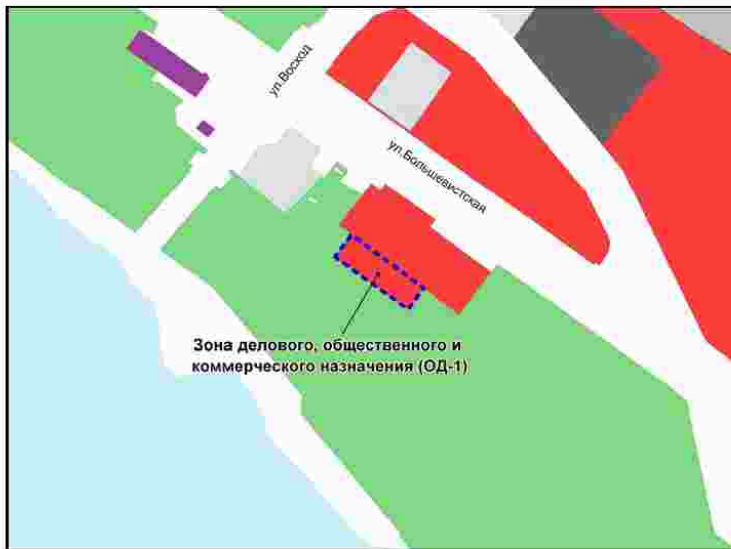 ул.Восход
ул.Большевистская
Зона делового, общественного и
коммерческого назначения (ОД-1)